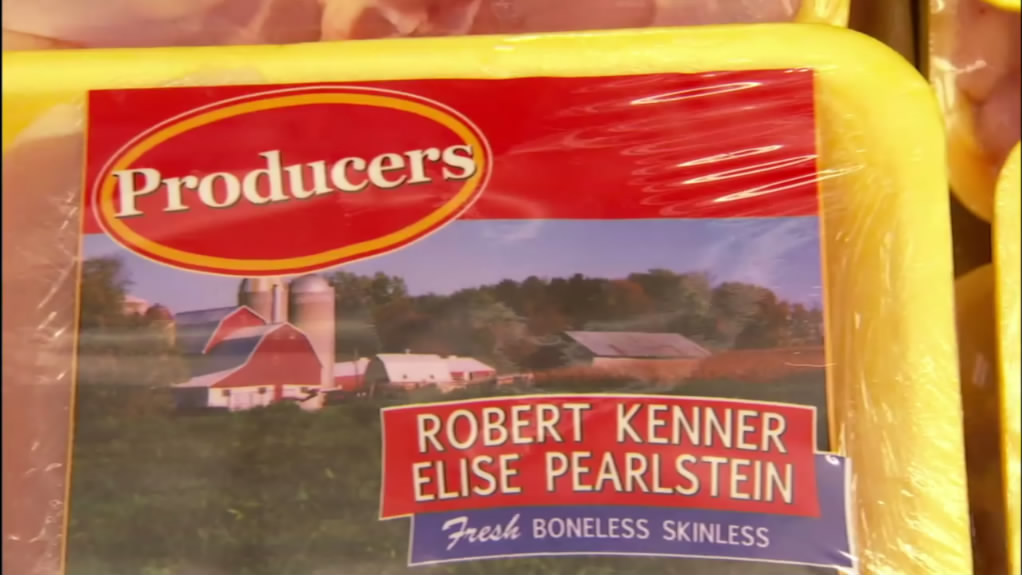 Producers
ROBERT KENNER
ELISE PEARLSTEIN
Fresh BONELESS SKINLESS